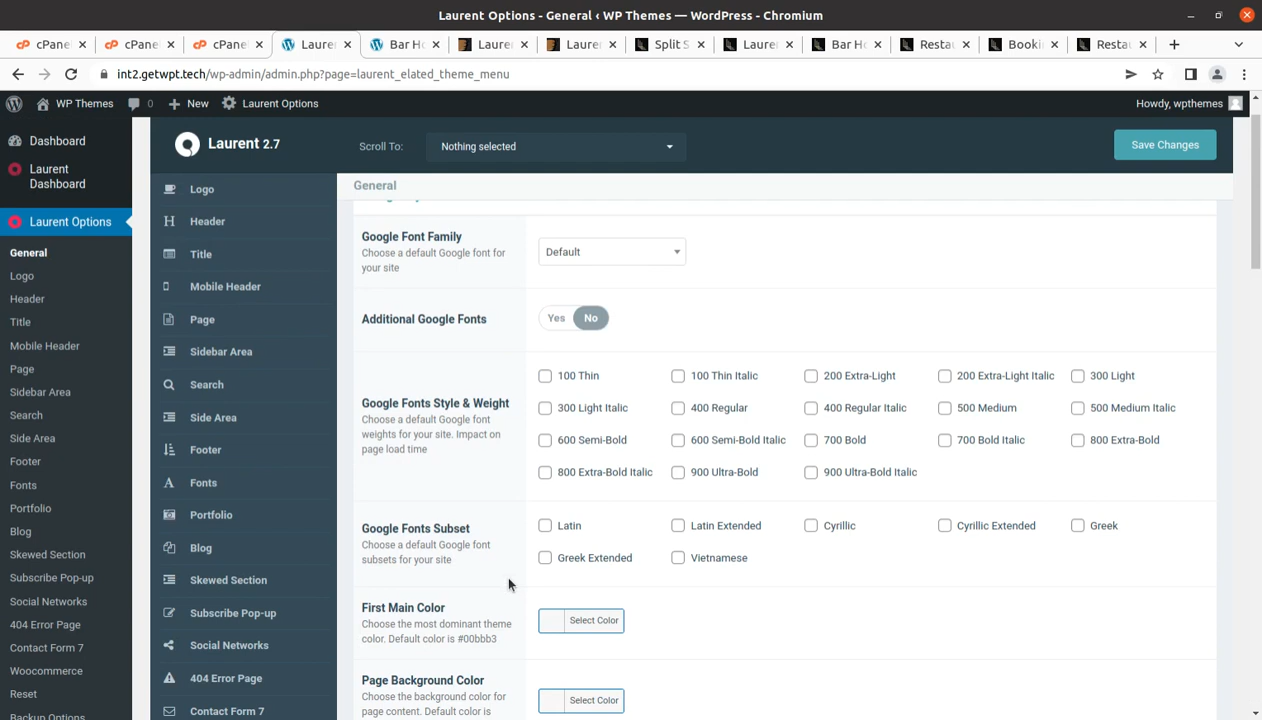 Laurent Options - General ‹ WP Themes — WordPress - Chromium
cPanel
cPanel
cPanel
Lauren
Bar Ho
Lauren
Lauren
Split S
Lauren
Bar Ho
Restau
Bookin
Restau
int2.getwpt.tech/wp-admin/admin.php?page=laurent_elated_theme_menu
WP Themes
0
New
Laurent Options
Howdy, wpthemes
Dashboard
Laurent
Dashboard
Laurent Options
General
Logo
Header
Title
Mobile Header
Page
Sidebar Area
Search
Side Area
Footer
Fonts
Portfolio
Blog
Skewed Section
Subscribe Pop-up
Social Networks
404 Error Page
Contact Form 7
Woocommerce
Reset
Backup Options
Laurent 2.7
Scroll To:
Nothing selected
Save Changes
Logo
Header
Title
Mobile Header
Page
Sidebar Area
Search
Side Area
Footer
Fonts
Portfolio
Blog
Skewed Section
Subscribe Pop-up
Social Networks
404 Error Page
Contact Form 7
General
Google Font Family
Choose a default Google font for
your site
Default
Additional Google Fonts
Yes No
Google Fonts Style & Weight
Choose a default Google font
weights for your site. Impact on
page load time
100 Thin 100 Thin Italic 200 Extra-Light 200 Extra-Light Italic 300 Light
300 Light Italic 400 Regular 400 Regular Italic 500 Medium 500 Medium Italic
600 Semi-Bold 600 Semi-Bold Italic 700 Bold 700 Bold Italic 800 Extra-Bold
800 Extra-Bold Italic 900 Ultra-Bold 900 Ultra-Bold Italic
Google Fonts Subset
Choose a default Google font
subsets for your site
Latin Latin Extended Cyrillic Cyrillic Extended Greek
Greek Extended Vietnamese
First Main Color
Choose the most dominant theme
color. Default color is #00bbb3
Select Color
Page Background Color
Choose the background color for
page content. Default color is
Select Color